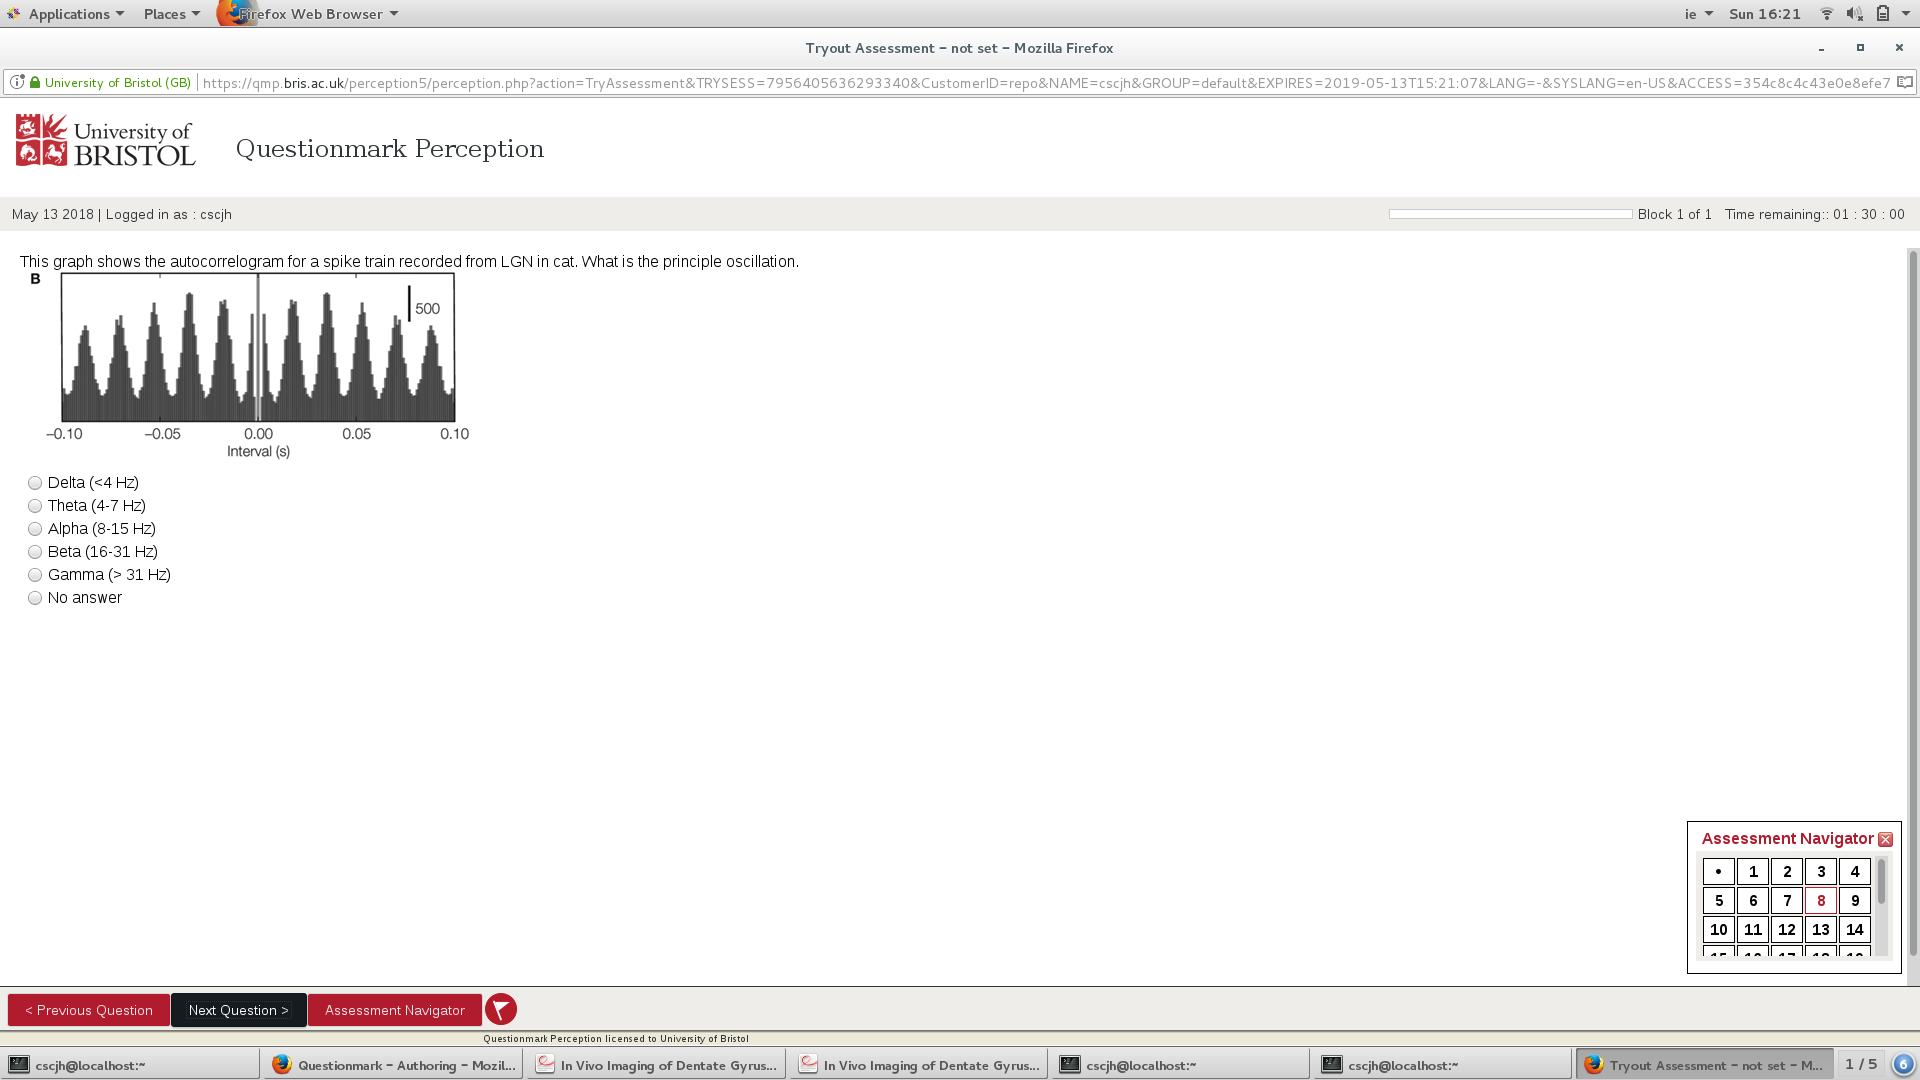 Applications Places Firefox Web Browser ie Sun 16:21
Tryout Assessment – not set – Mozilla Firefox
University of Bristol (GB) https://qmp.bris.ac.uk/perception5/perception.php?action=TryAssessment&TRYSESS=7956405636293340&CustomerID=repo&NAME=cscjh&GROUP=default&EXPIRES=2019-05-13T15:21:07&LANG=-&SYSLANG=en-US&ACCESS=354c8c4c43e0e8efe7
University of
BRISTOL
Questionmark Perception
May 13 2018 | Logged in as : cscjh Block 1 of 1 Time remaining:: 01 : 30 : 00
This graph shows the autocorrelogram for a spike train recorded from LGN in cat. What is the principle oscillation.
B
500
–0.10 –0.05 0.00 0.05 0.10
Interval (s)
Delta (<4 Hz)
Theta (4-7 Hz)
Alpha (8-15 Hz)
Beta (16-31 Hz)
Gamma (> 31 Hz)
No answer
Assessment Navigator
• 1 2 3 4
5 6 7 8 9
10 11 12 13 14
< Previous Question Next Question > Assessment Navigator
Questionmark Perception licensed to University of Bristol
cscjh@localhost:~ Questionmark – Authoring – Mozil... In Vivo Imaging of Dentate Gyrus... In Vivo Imaging of Dentate Gyrus... cscjh@localhost:~ cscjh@localhost:~ Tryout Assessment – not set – M... 1 / 5 6